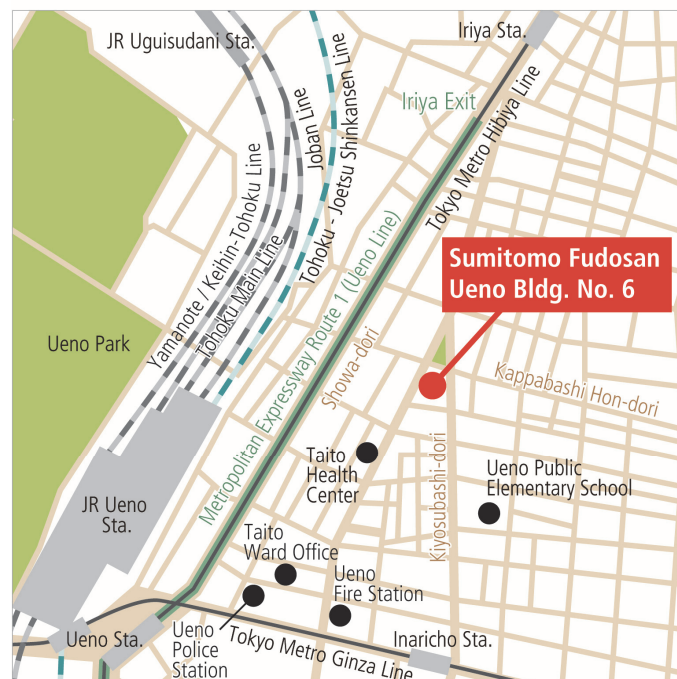 JR Uguisudani Sta.
Iriya Sta.
Iriya Exit
Tokyo Metro Hibiya Line
Joban Line
Tohoku - Joetsu Shinkansen Line
Yamanote / Keihin-Tohoku Line
Tohoku Main Line
Metropolitan Expressway Route 1 (Ueno Line)
Sumitomo Fudosan
Ueno Bldg. No. 6
Ueno Park
Showa-dori
Kappabashi Hon-dori
Taito
Health
Center
Kiyosubashi-dori
Ueno Public
Elementary School
JR Ueno
Sta.
Taito
Ward Office
Ueno
Fire Station
Ueno Sta.
Ueno
Police
Station
Tokyo Metro Ginza Line
Inaricho Sta.